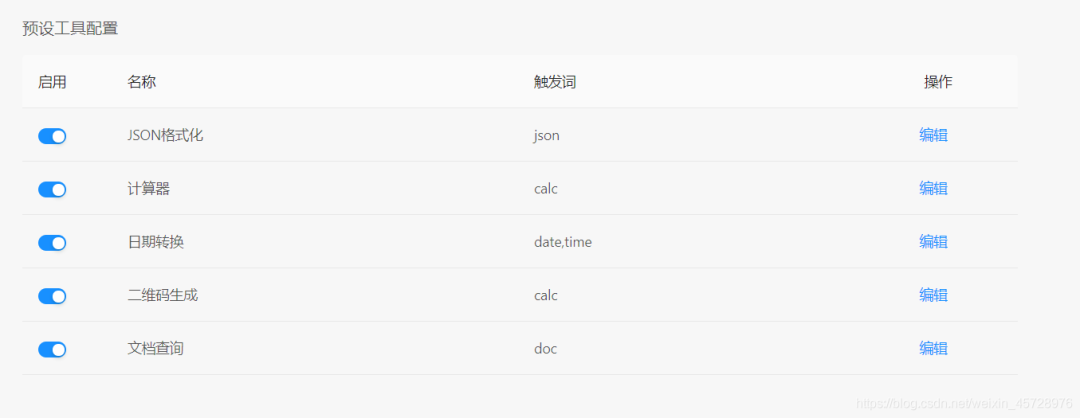 预设工具配置
启用 名称 触发词 操作
JSON格式化 json 编辑
计算器 calc 编辑
日期转换 date,time 编辑
二维码生成 calc 编辑
文档查询 doc 编辑
https://blog.csdn.net/weixin_45728976